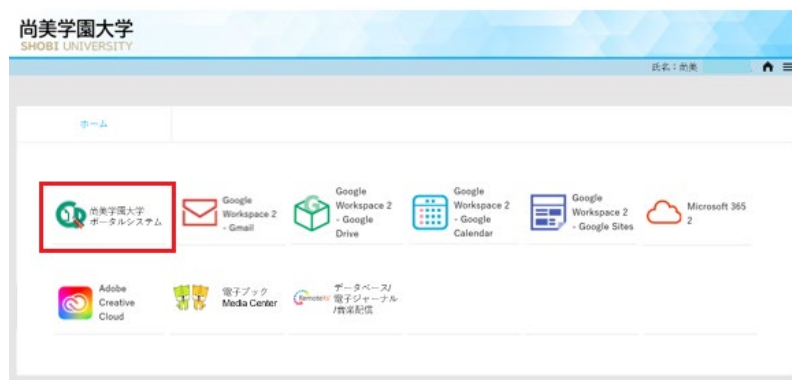 尚美学園大学
SHOBI UNIVERSITY
氏名：尚美
ホーム
尚美学園大学
ポータルシステム
Google
Workspace 2
- Gmail
Google
Workspace 2
- Google
Drive
Google
Workspace 2
- Google
Calendar
Google
Workspace 2
- Google Sites
Microsoft 365
2
Adobe
Creative
Cloud
電子ブック
Media Center
データベース/
電子ジャーナル
/音楽配信